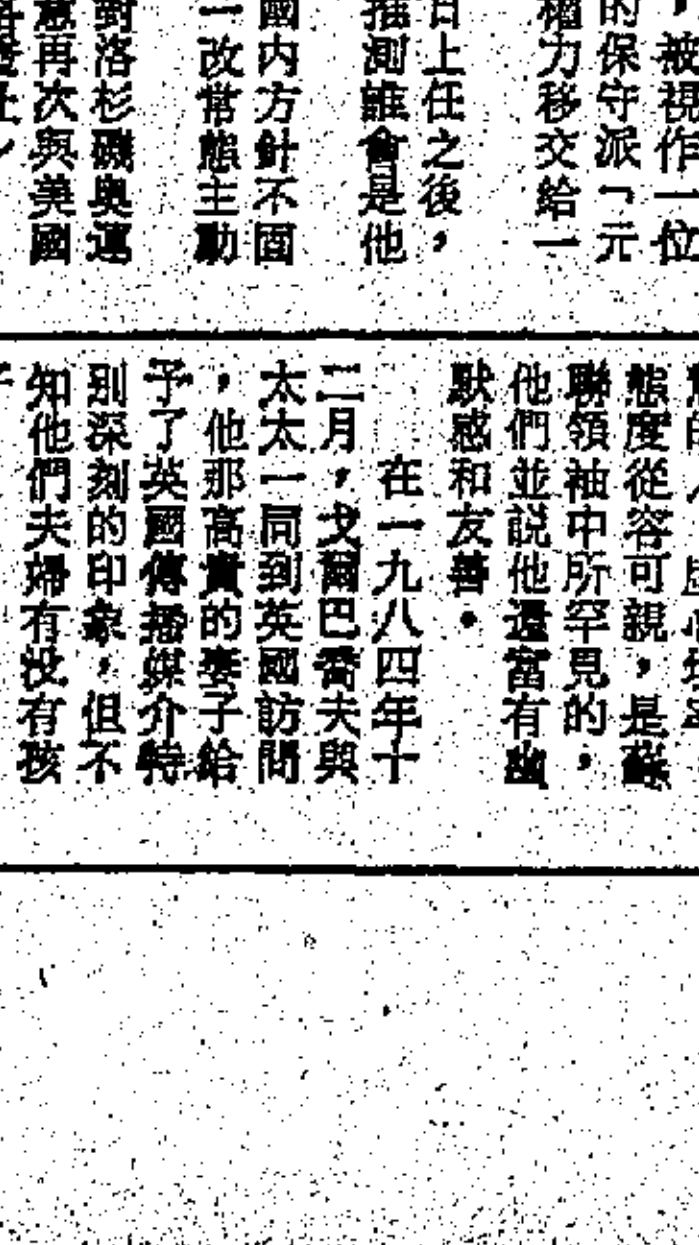 ，被視作一位
的保守派「元
權力移交給一
日上任之後，
推測誰會是他
國内方針不固
一改常態主動
對洛杉磯奧運
意再次與美國
態度從容可親，是蘇
聯領袖中所罕見的，
他們並説他還富有幽
默感和友善。
在一九八四年十
二月，戈爾巴喬夫與
太太一同到英國訪問
，他那高貴的妻子給
予了英國傳播媒介特
別深刻的印象，但不
知他們夫婦有没有孩